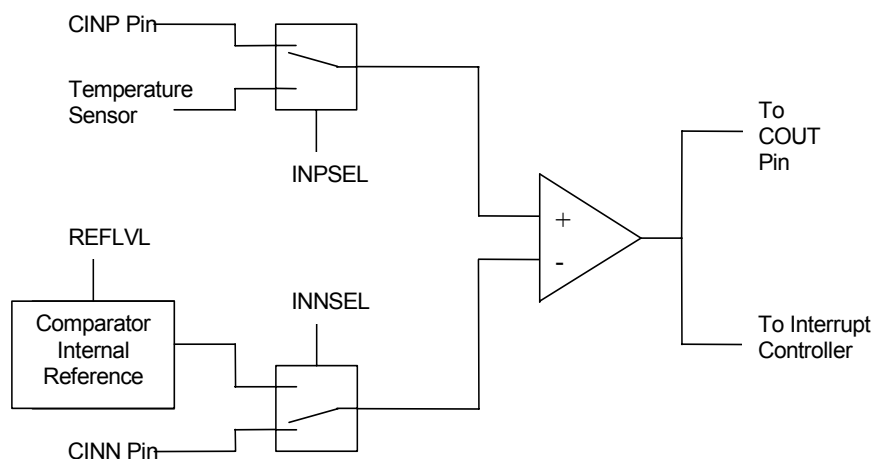 CINP Pin
Temperature
Sensor
INPSEL
To
COUT
Pin
+
-
REFLVL
INNSEL
Comparator
Internal
Reference
To Interrupt
Controller
CINN Pin